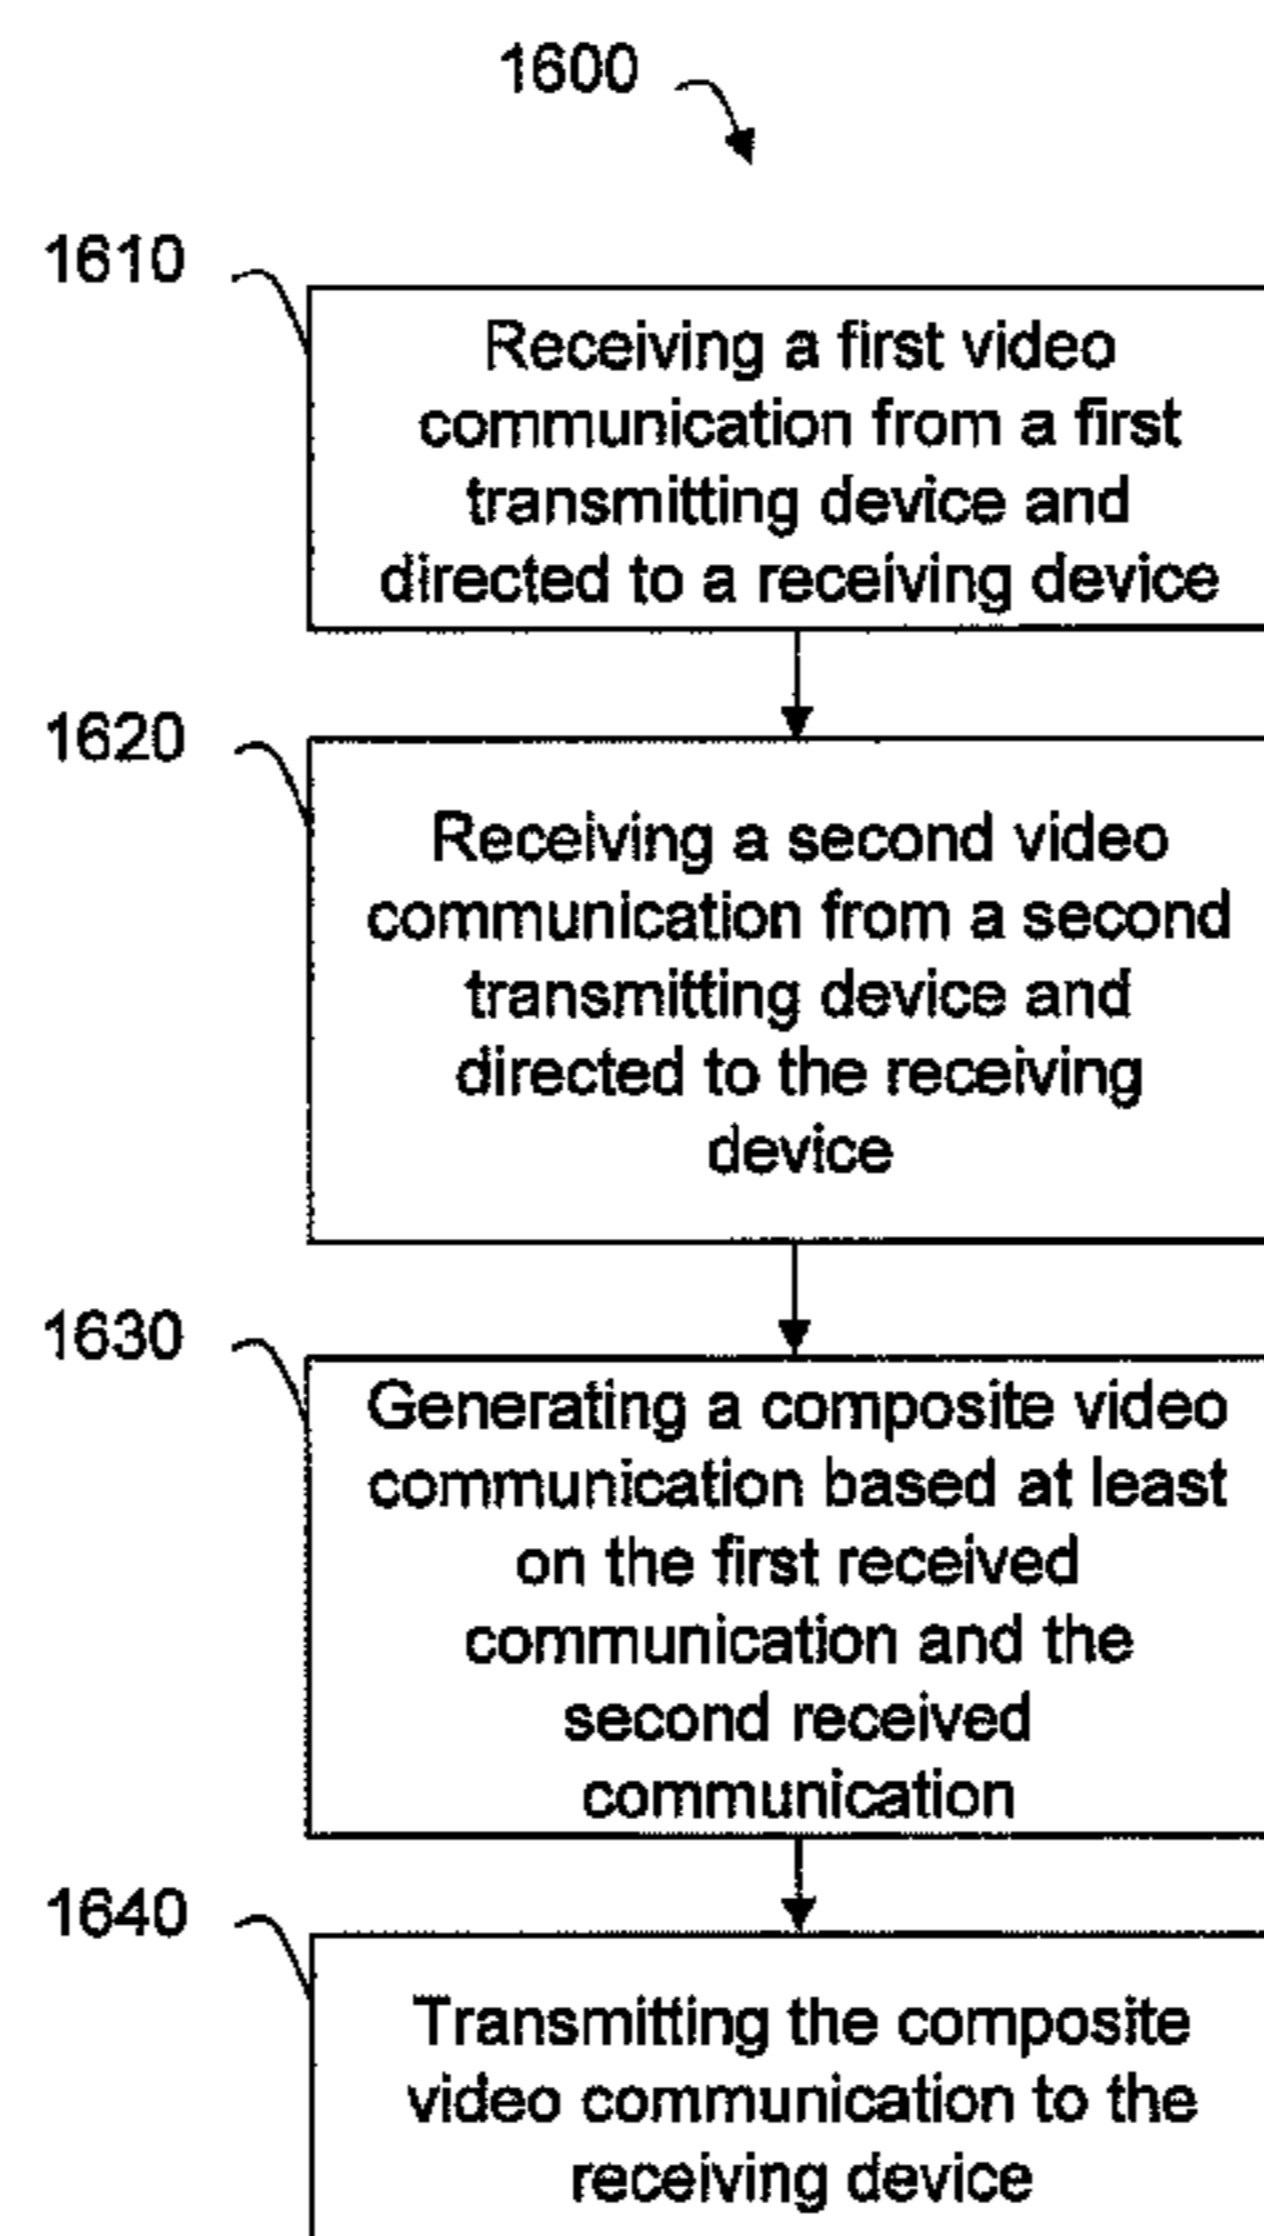 1600
1610
Receiving a first video
communication from a first
transmitting device and
directed to a receiving device
1620
Receiving a second video
communication from a second
transmitting device and
directed to the receiving
device
1630
Generating a composite video
communication based at least
on the first received
communication and the
second received
communication
1640
Transmitting the composite
video communication to the
receiving device